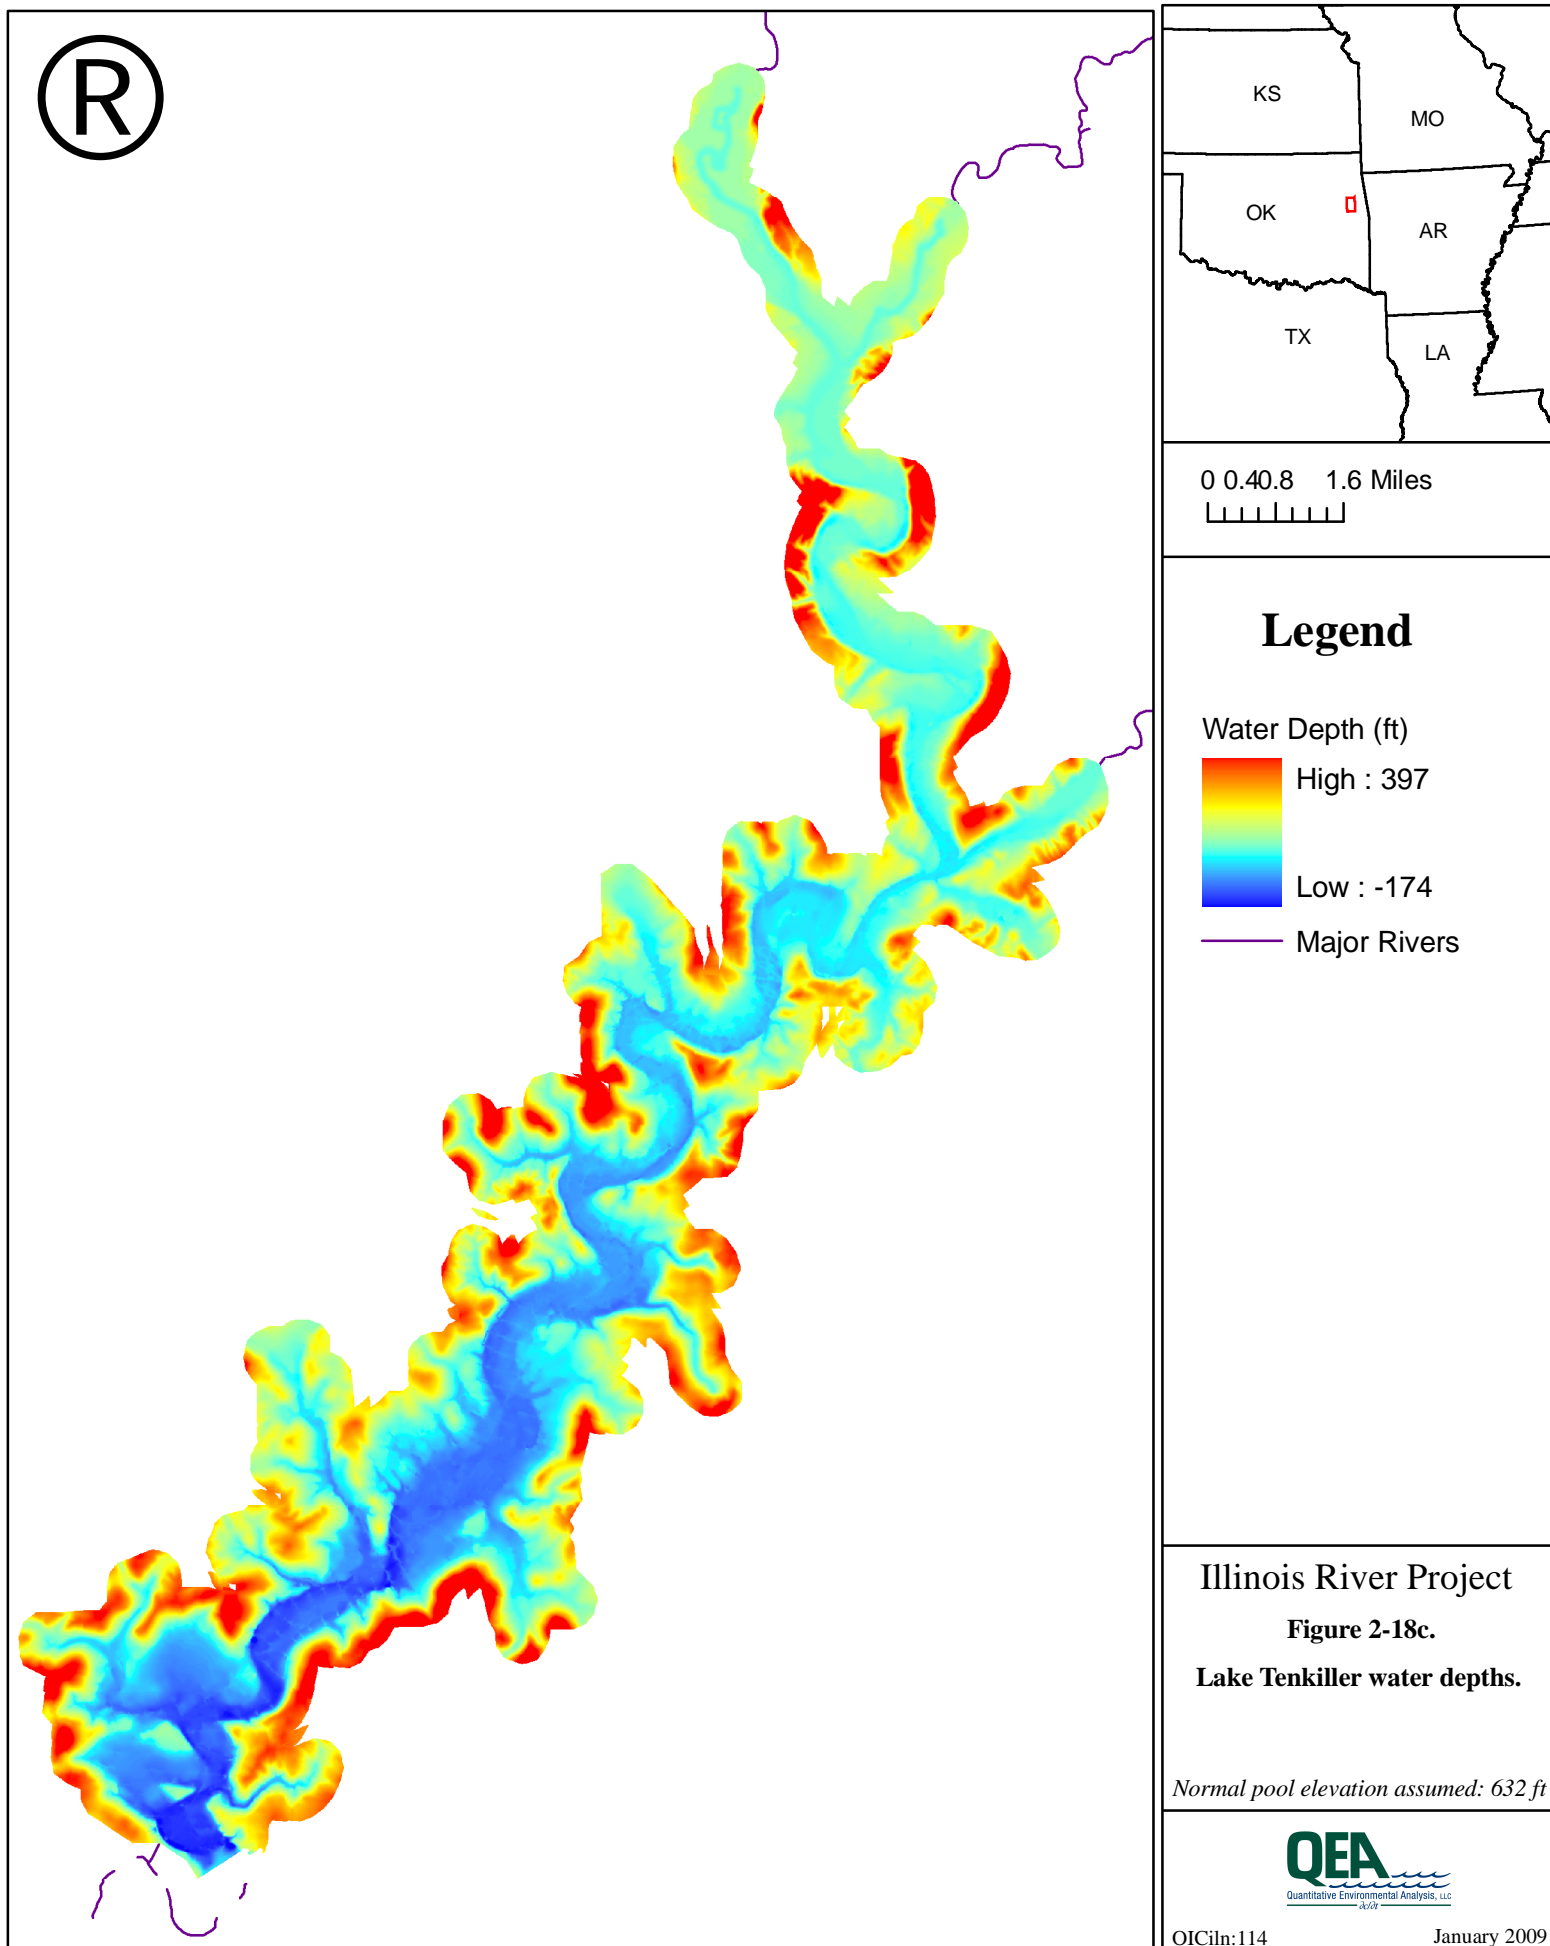 R
KS
MO
OK
AR
TX
LA
0 0.40.8 1.6 Miles
Legend
Water Depth (ft)
High : 397
Low : -174
Major Rivers
Illinois River Project
Figure 2-18c.
Lake Tenkiller water depths.
Normal pool elevation assumed: 632 ft
QEA
Quantitative Environmental Analysis, LLC
∂c/∂t
OICiln:114 January 2009